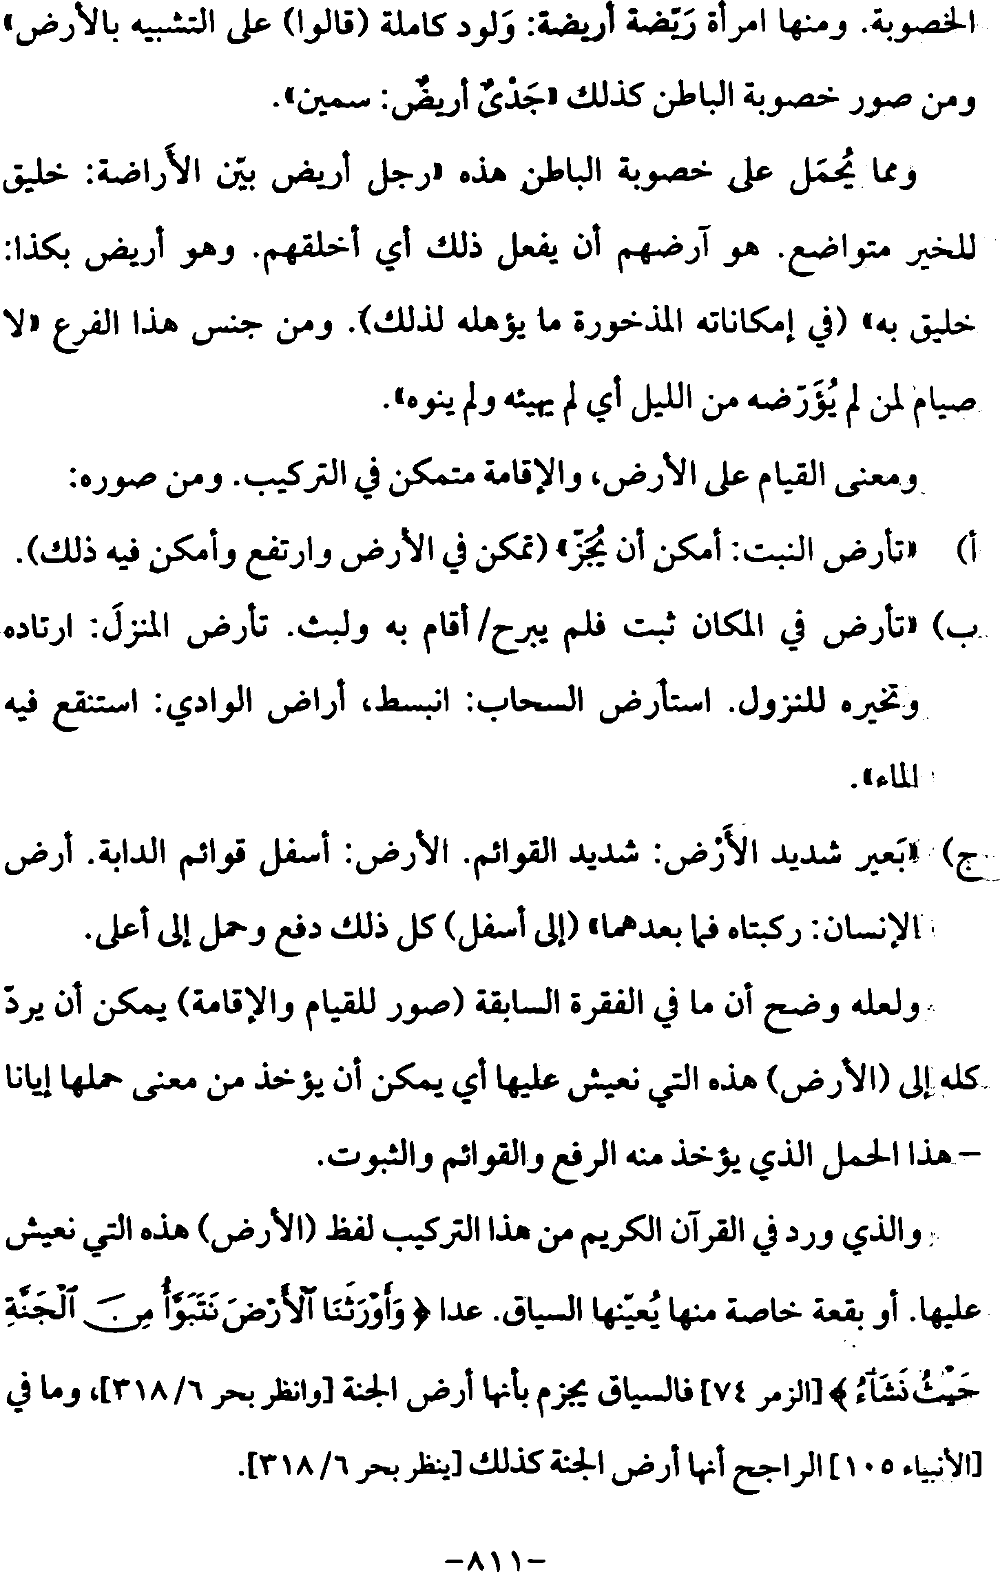 الخصوبة. ومنها امرأة رَيّضة أريضة: وَلود كاملة (قالوا) على التشبيه بالأرض»
ومن صور خصوبة الباطن كذلك «جَدْىٌ أريضٌ: سمين».
ومما يُحمَل على خصوبة الباطن هذه «رجل أريض بيّن الأَراضة: خليق
للخير متواضع. هو آرضهم أن يفعل ذلك أي أخلقهم. وهو أريض بكذا:
خليق به» (في إمكاناته المذخورة ما يؤهله لذلك). ومن جنس هذا الفرع «لا
صيام لمن لم يُؤَرّضه من الليل أي لم يهيئه ولم ينوه».
ومعنى القيام على الأرض، والإقامة متمكن في التركيب. ومن صوره:
أ) «تأرض النبت: أمكن أن يُجَزّ» (تمكن في الأرض وارتفع وأمكن فيه ذلك).
ب) «تأرض في المكان ثبت فلم يبرح/ أقام به ولبث. تأرض المنزلَ: ارتاده
وتخيره للنزول. استأرض السحاب: انبسط، أراض الوادي: استنقع فيه
الماء».
ج) «بَعير شديد الأَرْض: شديد القوائم. الأرض: أسفل قوائم الدابة. أرض
الإنسان: ركبتاه فما بعدهما» (إلى أسفل) كل ذلك دفع وحمل إلى أعلى.
ولعله وضح أن ما في الفقرة السابقة (صور للقيام والإقامة) يمكن أن يردّ
كله إلى (الأرض) هذه التي نعيش عليها أي يمكن أن يؤخذ من معنى حملها إيانا
– هذا الحمل الذي يؤخذ منه الرفع والقوائم والثبوت.
والذي ورد في القرآن الكريم من هذا التركيب لفظ (الأرض) هذه التي نعيش
عليها. أو بقعة خاصة منها يُعيّنها السياق. عدا ﴿وَأَوْرَثَنَا ٱلْأَرْضَ نَتَبَوَّأُ مِنَ ٱلْجَنَّةِ
حَيْثُ نَشَآءُ﴾ [الزمر ٧٤] فالسياق يجزم بأنها أرض الجنة [وانظر بحر ٦/ ٣١٨]، وما في
[الأنبياء ١٠٥] الراجح أنها أرض الجنة كذلك [ينظر بحر ٦/ ٣١٨].
–٨١١–